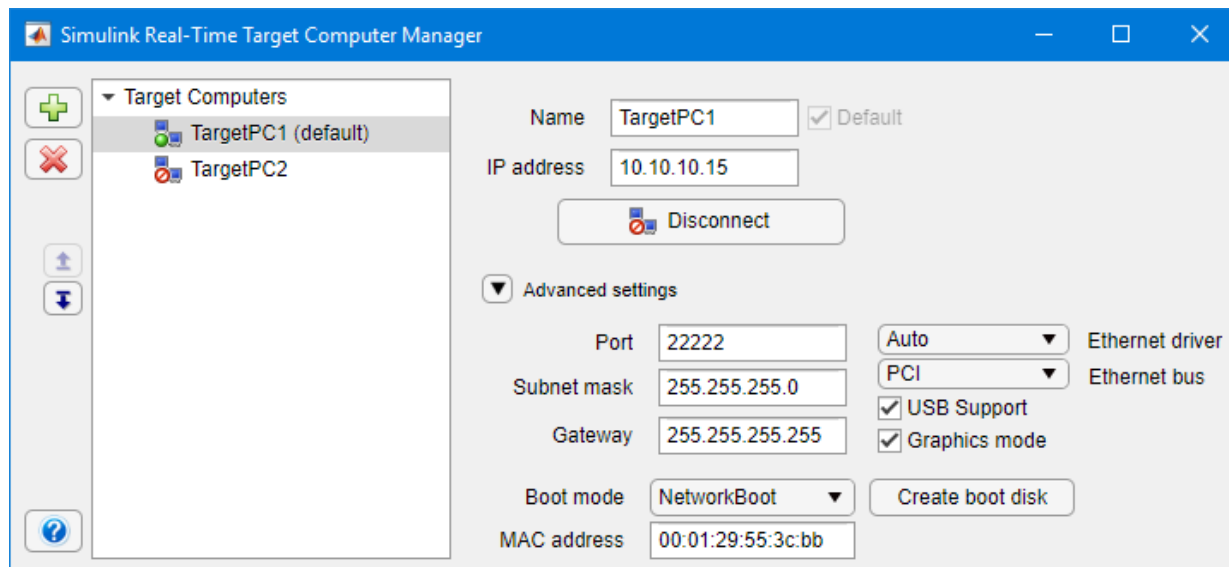 Simulink Real-Time Target Computer Manager
Target Computers
TargetPC1 (default)
TargetPC2
Name TargetPC1 Default
IP address 10.10.10.15
Disconnect
Advanced settings
Port 22222 Auto Ethernet driver
Subnet mask 255.255.255.0 PCI Ethernet bus
USB Support
Gateway 255.255.255.255 Graphics mode
Boot mode NetworkBoot Create boot disk
MAC address 00:01:29:55:3c:bb